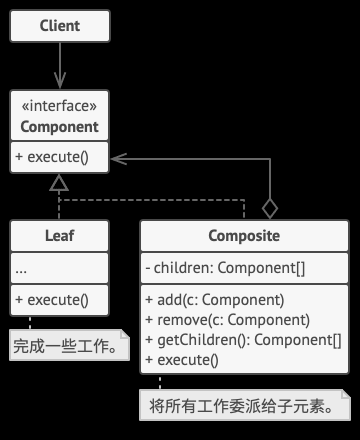 Client
«interface»
Component
+ execute()
Leaf
...
+ execute()
完成一些工作。
Composite
- children: Component[]
+ add(c: Component)
+ remove(c: Component)
+ getChildren(): Component[]
+ execute()
将所有工作委派给子元素。